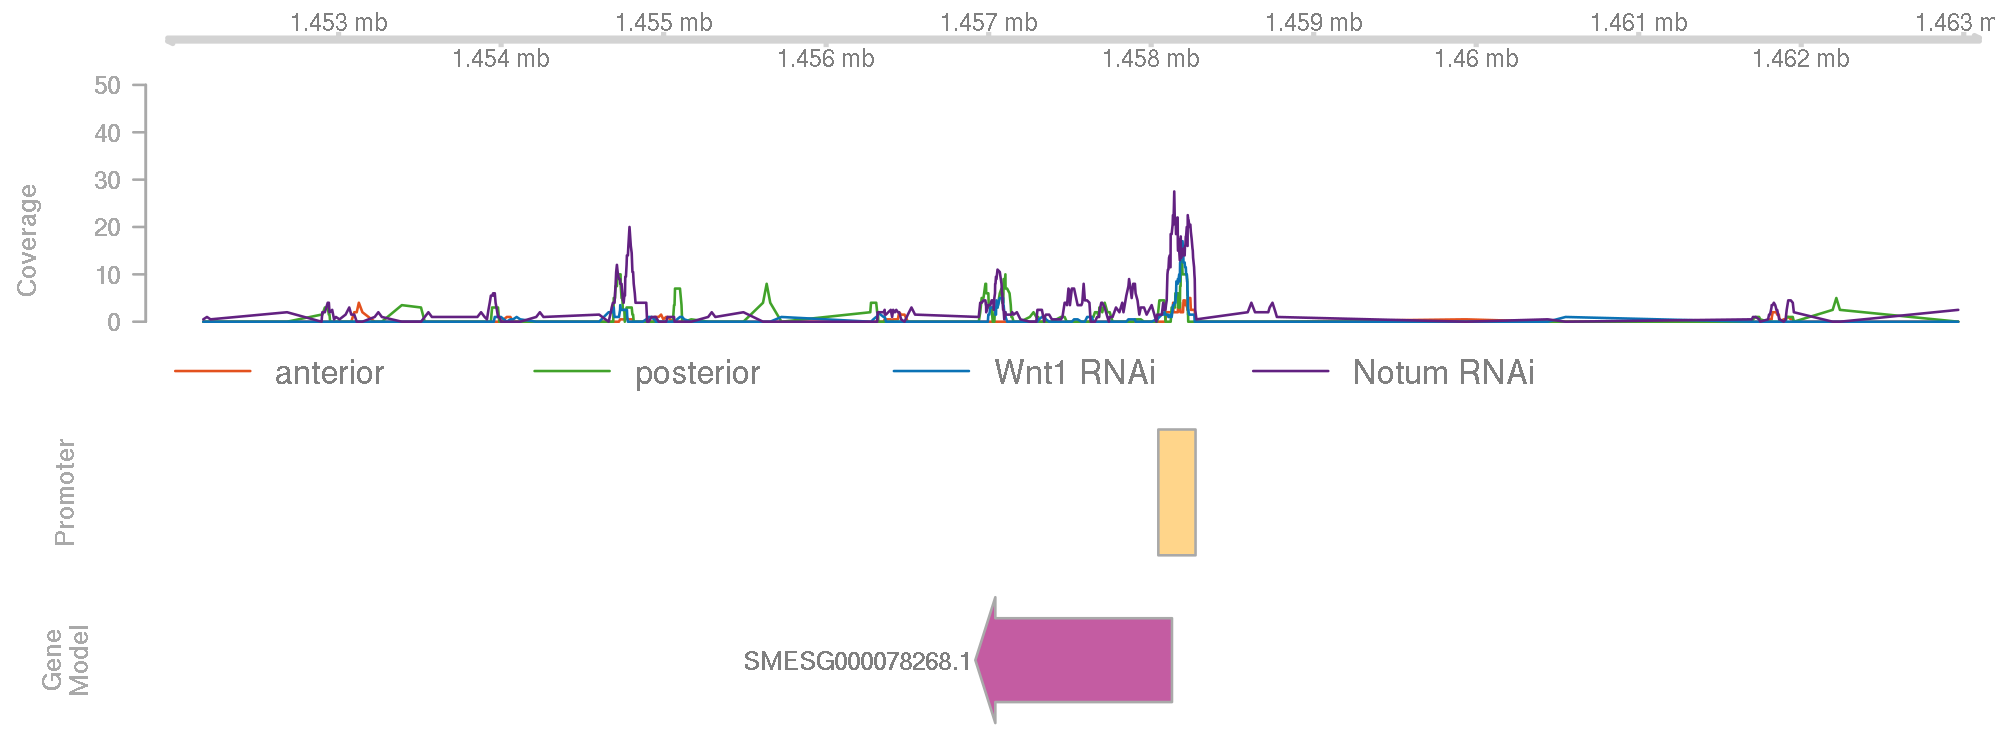 1.453 mb 1.455 mb 1.457 mb 1.459 mb 1.461 mb 1.463 m
1.454 mb 1.456 mb 1.458 mb 1.46 mb 1.462 mb
50
40
30
20
10
0
Coverage
anterior posterior Wnt1 RNAi Notum RNAi
Promoter
Gene
Model
SMESG000078268.1